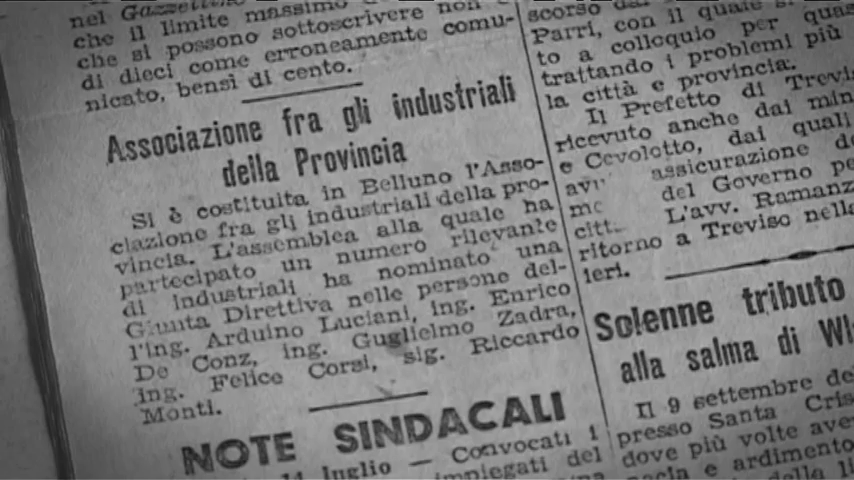 nel Gazzettino
che il limite massimo
che si possono sottoscrivere non è
di dieci come erroneamente comu-
nicato, bensì di cento.
Associazione fra gli industriali
della Provincia
Si è costituita in Belluno l'Asso-
ciazione fra gli industriali della pro-
vincia. L'assemblea alla quale ha
partecipato un numero rilevante
di industriali ha nominato una
Giunta Direttiva nelle persone del-
l'ing. Arduino Luciani, ing. Enrico
De Conz, ing. Guglielmo Zadra,
ing. Felice Corsi, sig. Riccardo
Monti.
NOTE SINDACALI
14 luglio — Convocati i
impiegati del
scorso dal
Parri, con il quale
to a colloquio per
trattando i problemi più
la città e provincia.
Il Prefetto di
ricevuto anche dai
e Cevolotto, dai quali
assicurazione
del Governo
L'avv.
ritorno a Treviso
ieri.
Solenne tributo
alla salma di
Il 9 settembre
presso Santa
dove più volte
e ardimento